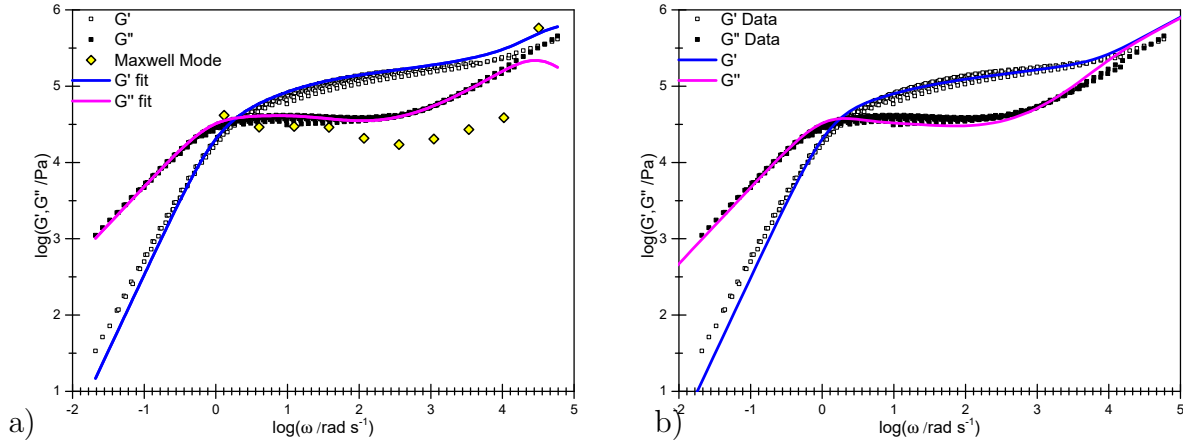 6
5
4
3
2
1
-2
-1
0
1
2
3
4
5
log(G',G'' /Pa)
log(ω /rad s⁻¹)
G'
G''
Maxwell Mode
G' fit
G'' fit
a)
6
5
4
3
2
1
-2
-1
0
1
2
3
4
5
log(G',G'' /Pa)
log(ω /rad s⁻¹)
G' Data
G'' Data
G'
G''
b)